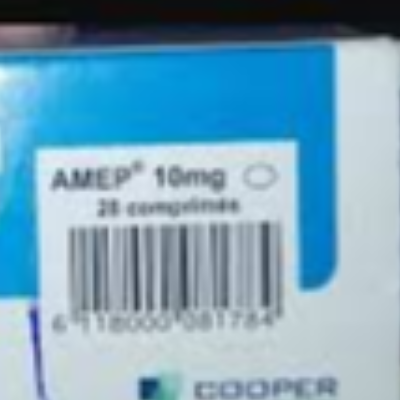 AMEP® 10mg
28 comprimés
6 118000 081784
COOPER